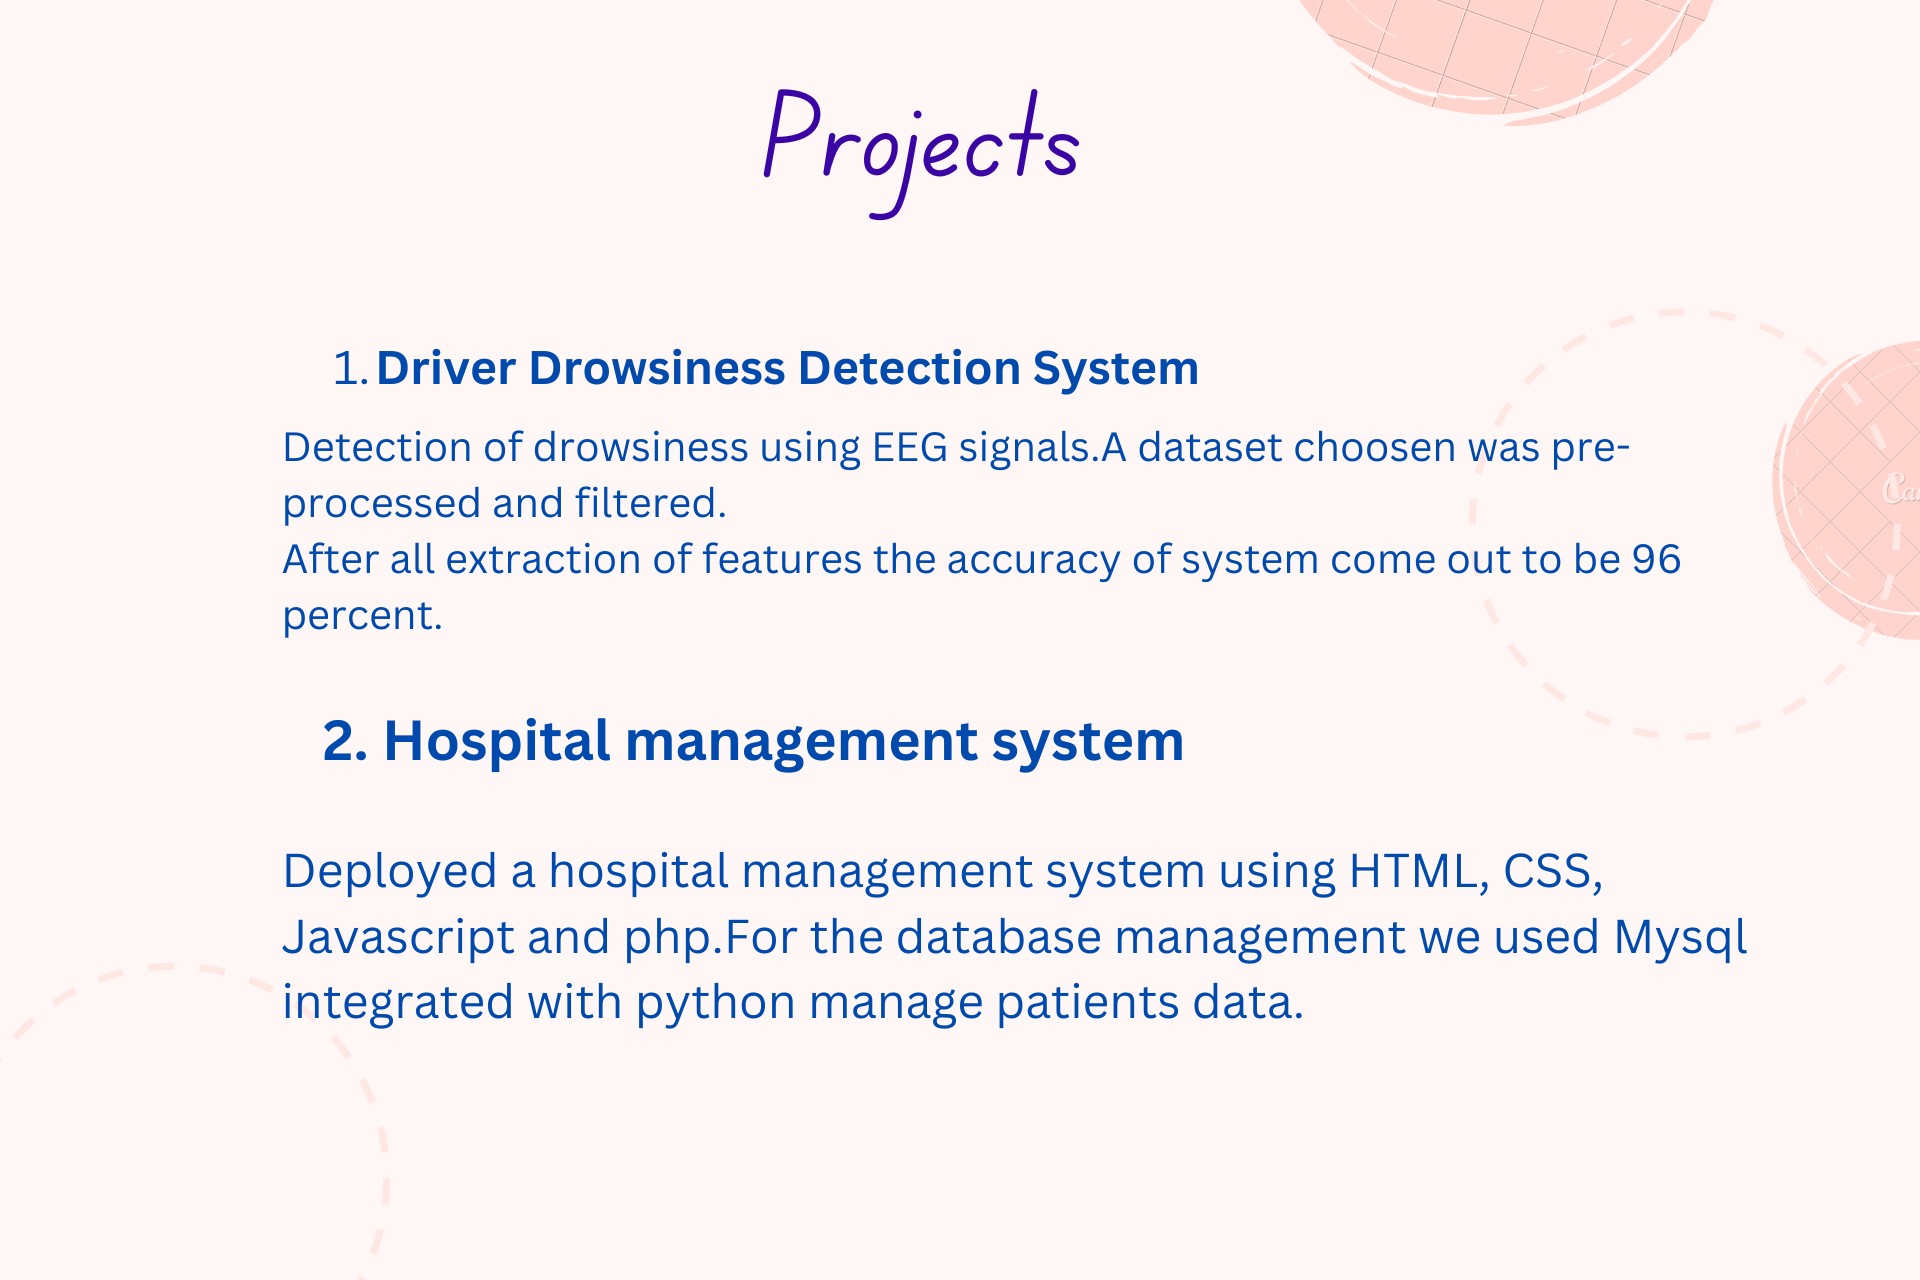 Projects
1. Driver Drowsiness Detection System
Detection of drowsiness using EEG signals.A dataset choosen was pre-
processed and filtered.
After all extraction of features the accuracy of system come out to be 96
percent.
2. Hospital management system
Deployed a hospital management system using HTML, CSS,
Javascript and php.For the database management we used Mysql
integrated with python manage patients data.